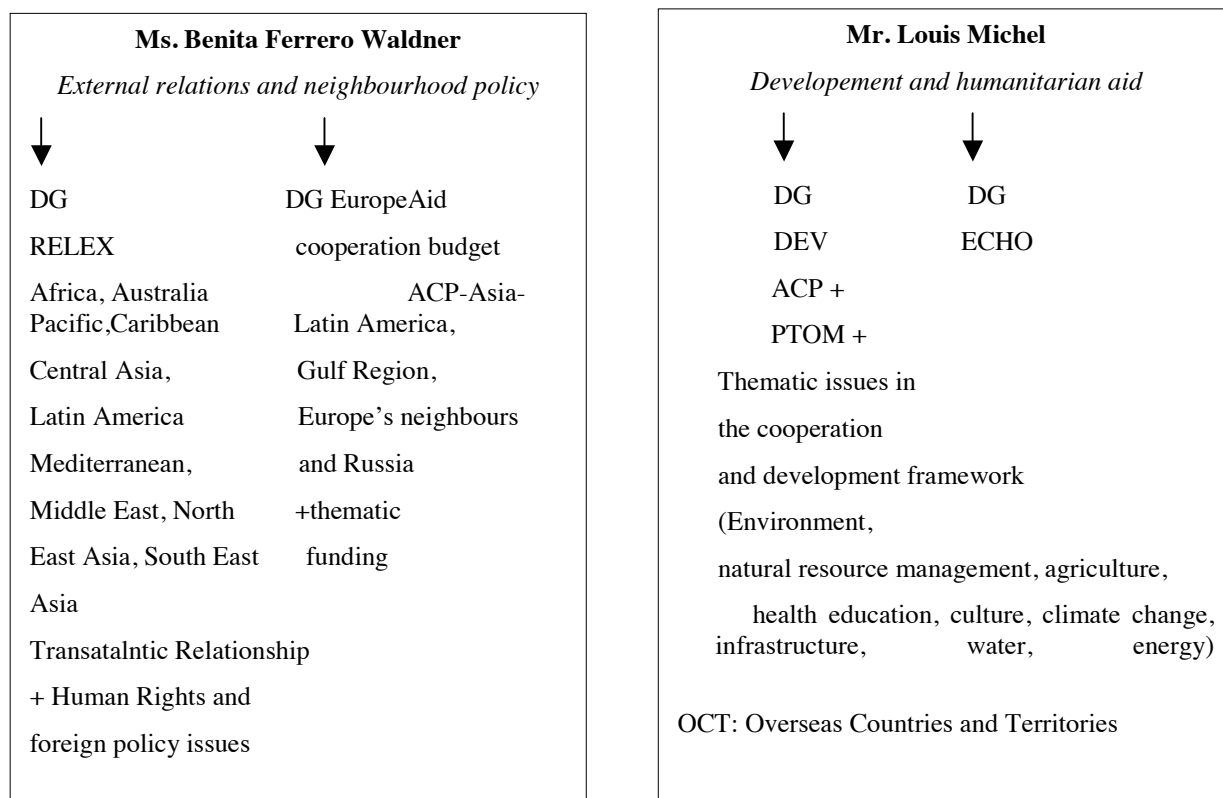 Ms. Benita Ferrero Waldner
External relations and neighbourhood policy
DG
RELEX
Africa, Australia
Pacific,Caribbean
Central Asia,
Latin America
Mediterranean,
Middle East, North
East Asia, South East
Asia
Transatalntic Relationship
+ Human Rights and
foreign policy issues
DG EuropeAid
cooperation budget
ACP-Asia-
Latin America,
Gulf Region,
Europe’s neighbours
and Russia
+thematic
funding
Mr. Louis Michel
Developement and humanitarian aid
DG
DEV
ACP +
PTOM +
Thematic issues in
the cooperation
and development framework
(Environment,
natural resource management, agriculture,
health education, culture, climate change,
infrastructure, water, energy)
DG
ECHO
OCT: Overseas Countries and Territories